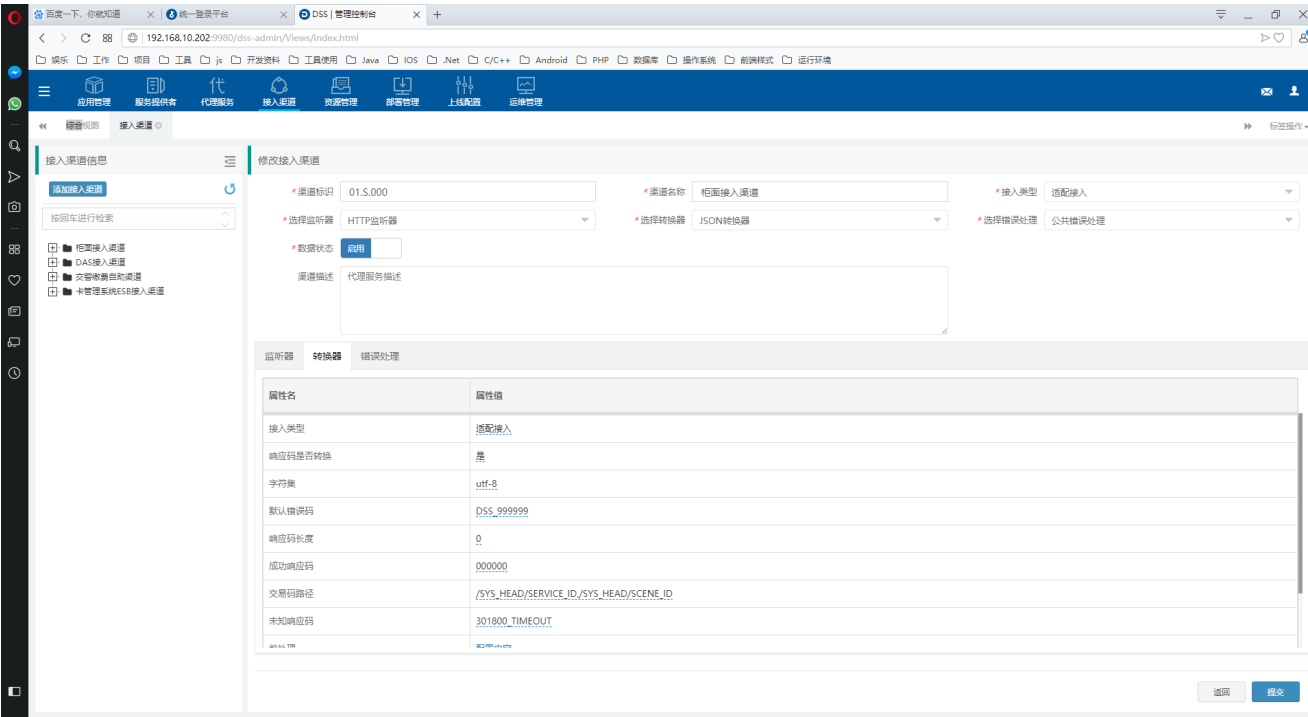 百度一下,你就知道 统一登录平台 DSS | 管理控制台
192.168.10.202:9980/dss-admin/Views/index.html
娱乐 工作 项目 工具 js 开发资料 工具使用 Java IOS .Net C/C++ Android PHP 数据库 操作系统 前端样式 运行环境
应用管理 服务提供者 代 代理服务 接入渠道 资源管理 部署管理 上线配置 运维管理
综合视图 接入渠道 标签操作
接入渠道信息
添加接入渠道
按回车进行检索
柜面接入渠道
DAS接入渠道
交警缴费自助渠道
卡管理系统ESB接入渠道
修改接入渠道
*渠道标识 01.S.000 *渠道名称 柜面接入渠道 *接入类型 适配接入
*选择监听器 HTTP监听器 *选择转换器 JSON转换器 *选择错误处理 公共错误处理
*数据状态 启用
渠道描述 代理服务描述
监听器 转换器 错误处理
属性名 属性值
接入类型 适配接入
响应码是否转换 是
字符集 utf-8
默认错误码 DSS_999999
响应码长度 0
成功响应码 000000
交易码路径 /SYS_HEAD/SERVICE_ID,/SYS_HEAD/SCENE_ID
未知响应码 301800_TIMEOUT
返回 提交